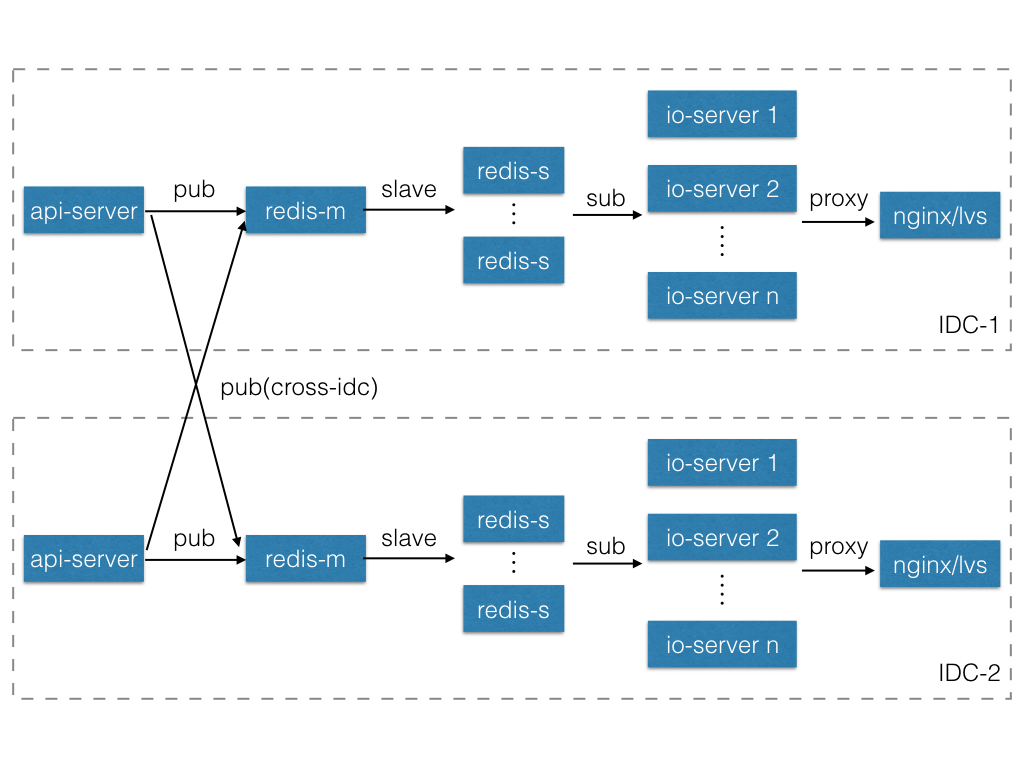 io-server 1
redis-s
pub
slave
io-server 2
sub
proxy
api-server
redis-m
nginx/lvs
redis-s
io-server n
IDC-1
pub(cross-idc)
io-server 1
redis-s
pub
slave
io-server 2
sub
proxy
api-server
redis-m
nginx/lvs
redis-s
io-server n
IDC-2